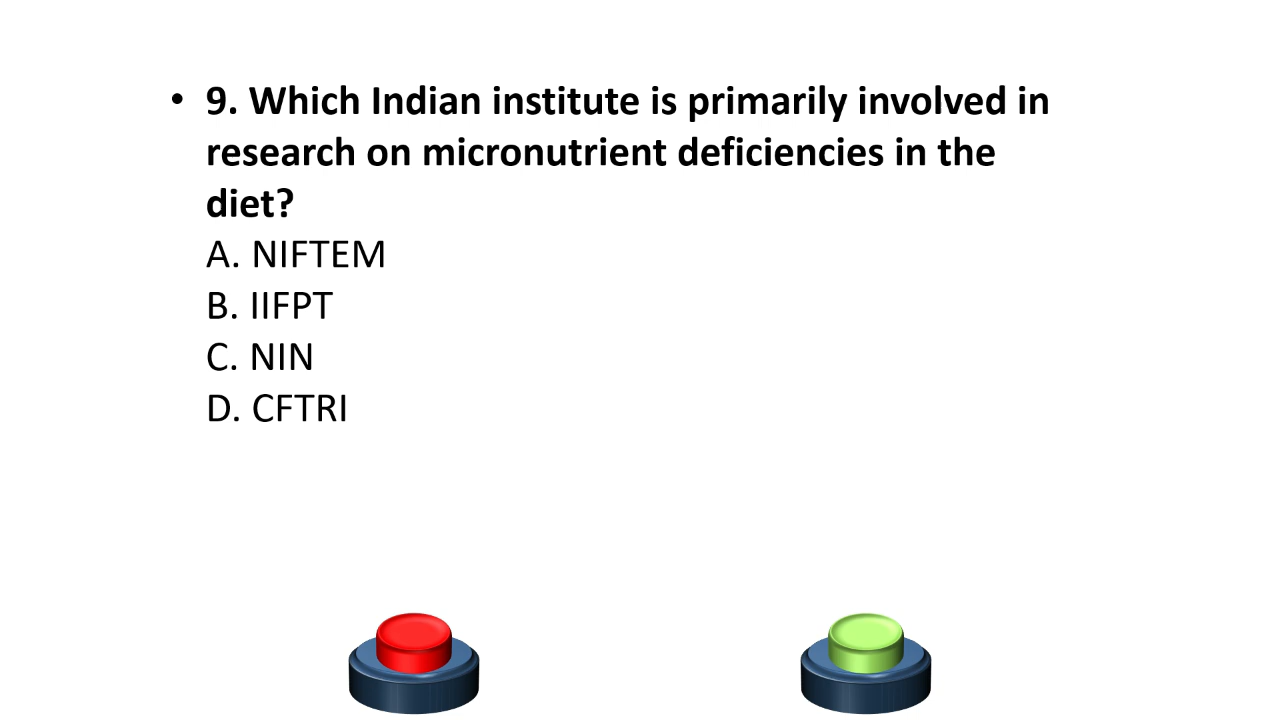 • 9. Which Indian institute is primarily involved in
research on micronutrient deficiencies in the
diet?
A. NIFTEM
B. IIFPT
C. NIN
D. CFTRI